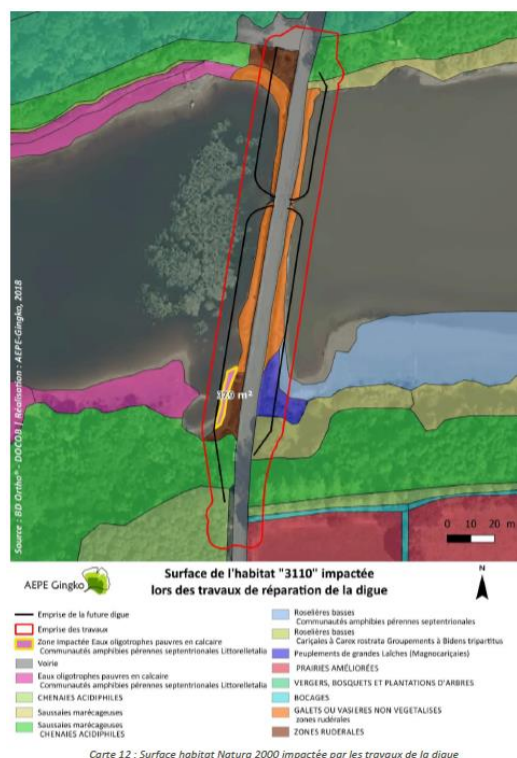 Source : BD Ortho® - DOCOB | Réalisation : AEPE-Gingko, 2018
170 m²
0 10 20 m
AEPE Gingko
Surface de l'habitat "3110" impactée
lors des travaux de réparation de la digue
N
Emprise de la future digue
Emprise des travaux
Zone impactée Eaux oligotrophes pauvres en calcaire
Communautés amphibies pérennes septentrionales Littorelletalia
Voirie
Eaux oligotrophes pauvres en calcaire
Communautés amphibies pérennes septentrionales Littorelletalia
CHENAIES ACIDIPHILES
Saussaies marécageuses
Saussaies marécageuses
CHENAIES ACIDIPHILES
Roselières basses
Communautés amphibies pérennes septentrionales
Roselières basses
Cariçaies à Carex rostrata Groupements à Bidens tripartitus
Peuplements de grandes Laîches (Magnocariçaies)
PRAIRIES AMÉLIORÉES
VERGERS, BOSQUETS ET PLANTATIONS D'ARBRES
BOCAGES
GALETS OU VASIERES NON VEGETALISES
zones rudérales
ZONES RUDERALES
Carte 12 : Surface habitat Natura 2000 impactée par les travaux de la digue